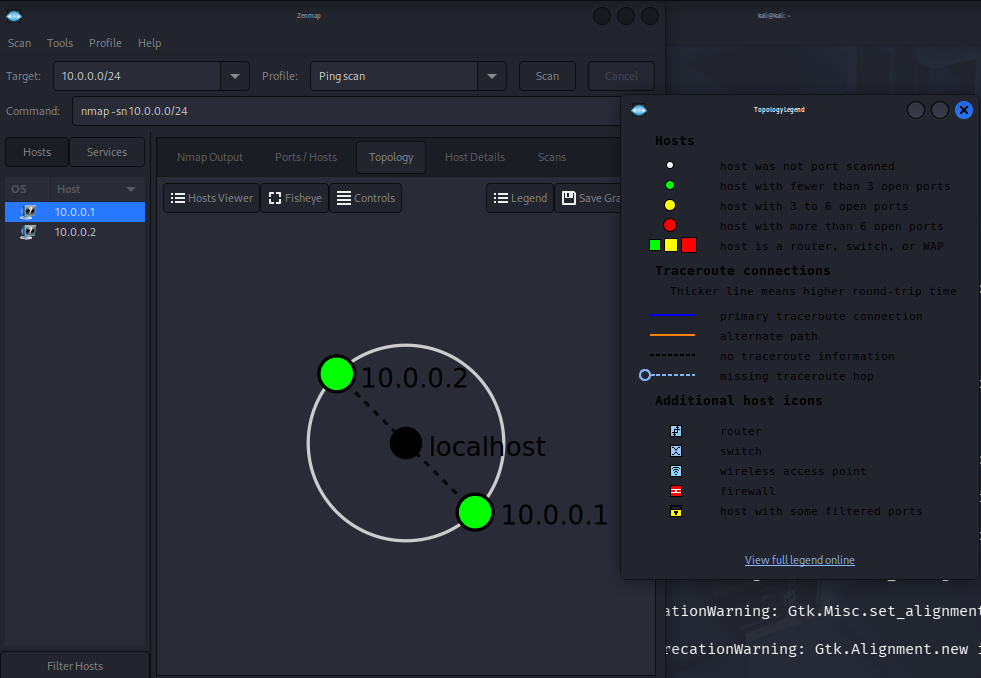 Zenmap
kali@kali: ~
Scan Tools Profile Help
Target: 10.0.0.0/24 Profile: Ping scan Scan Cancel
Command: nmap -sn 10.0.0.0/24
Hosts Services
OS Host
10.0.0.1
10.0.0.2
Filter Hosts
Nmap Output Ports / Hosts Topology Host Details Scans
Hosts Viewer Fisheye Controls Legend Save Gra
10.0.0.2
localhost
10.0.0.1
Topology Legend
Hosts
host was not port scanned
host with fewer than 3 open ports
host with 3 to 6 open ports
host with more than 6 open ports
host is a router, switch, or WAP
Traceroute connections
Thicker line means higher round-trip time
primary traceroute connection
alternate path
no traceroute information
missing traceroute hop
Additional host icons
router
switch
wireless access point
firewall
host with some filtered ports
View full legend online
ationWarning: Gtk.Misc.set_alignment
recationWarning: Gtk.Alignment.new i